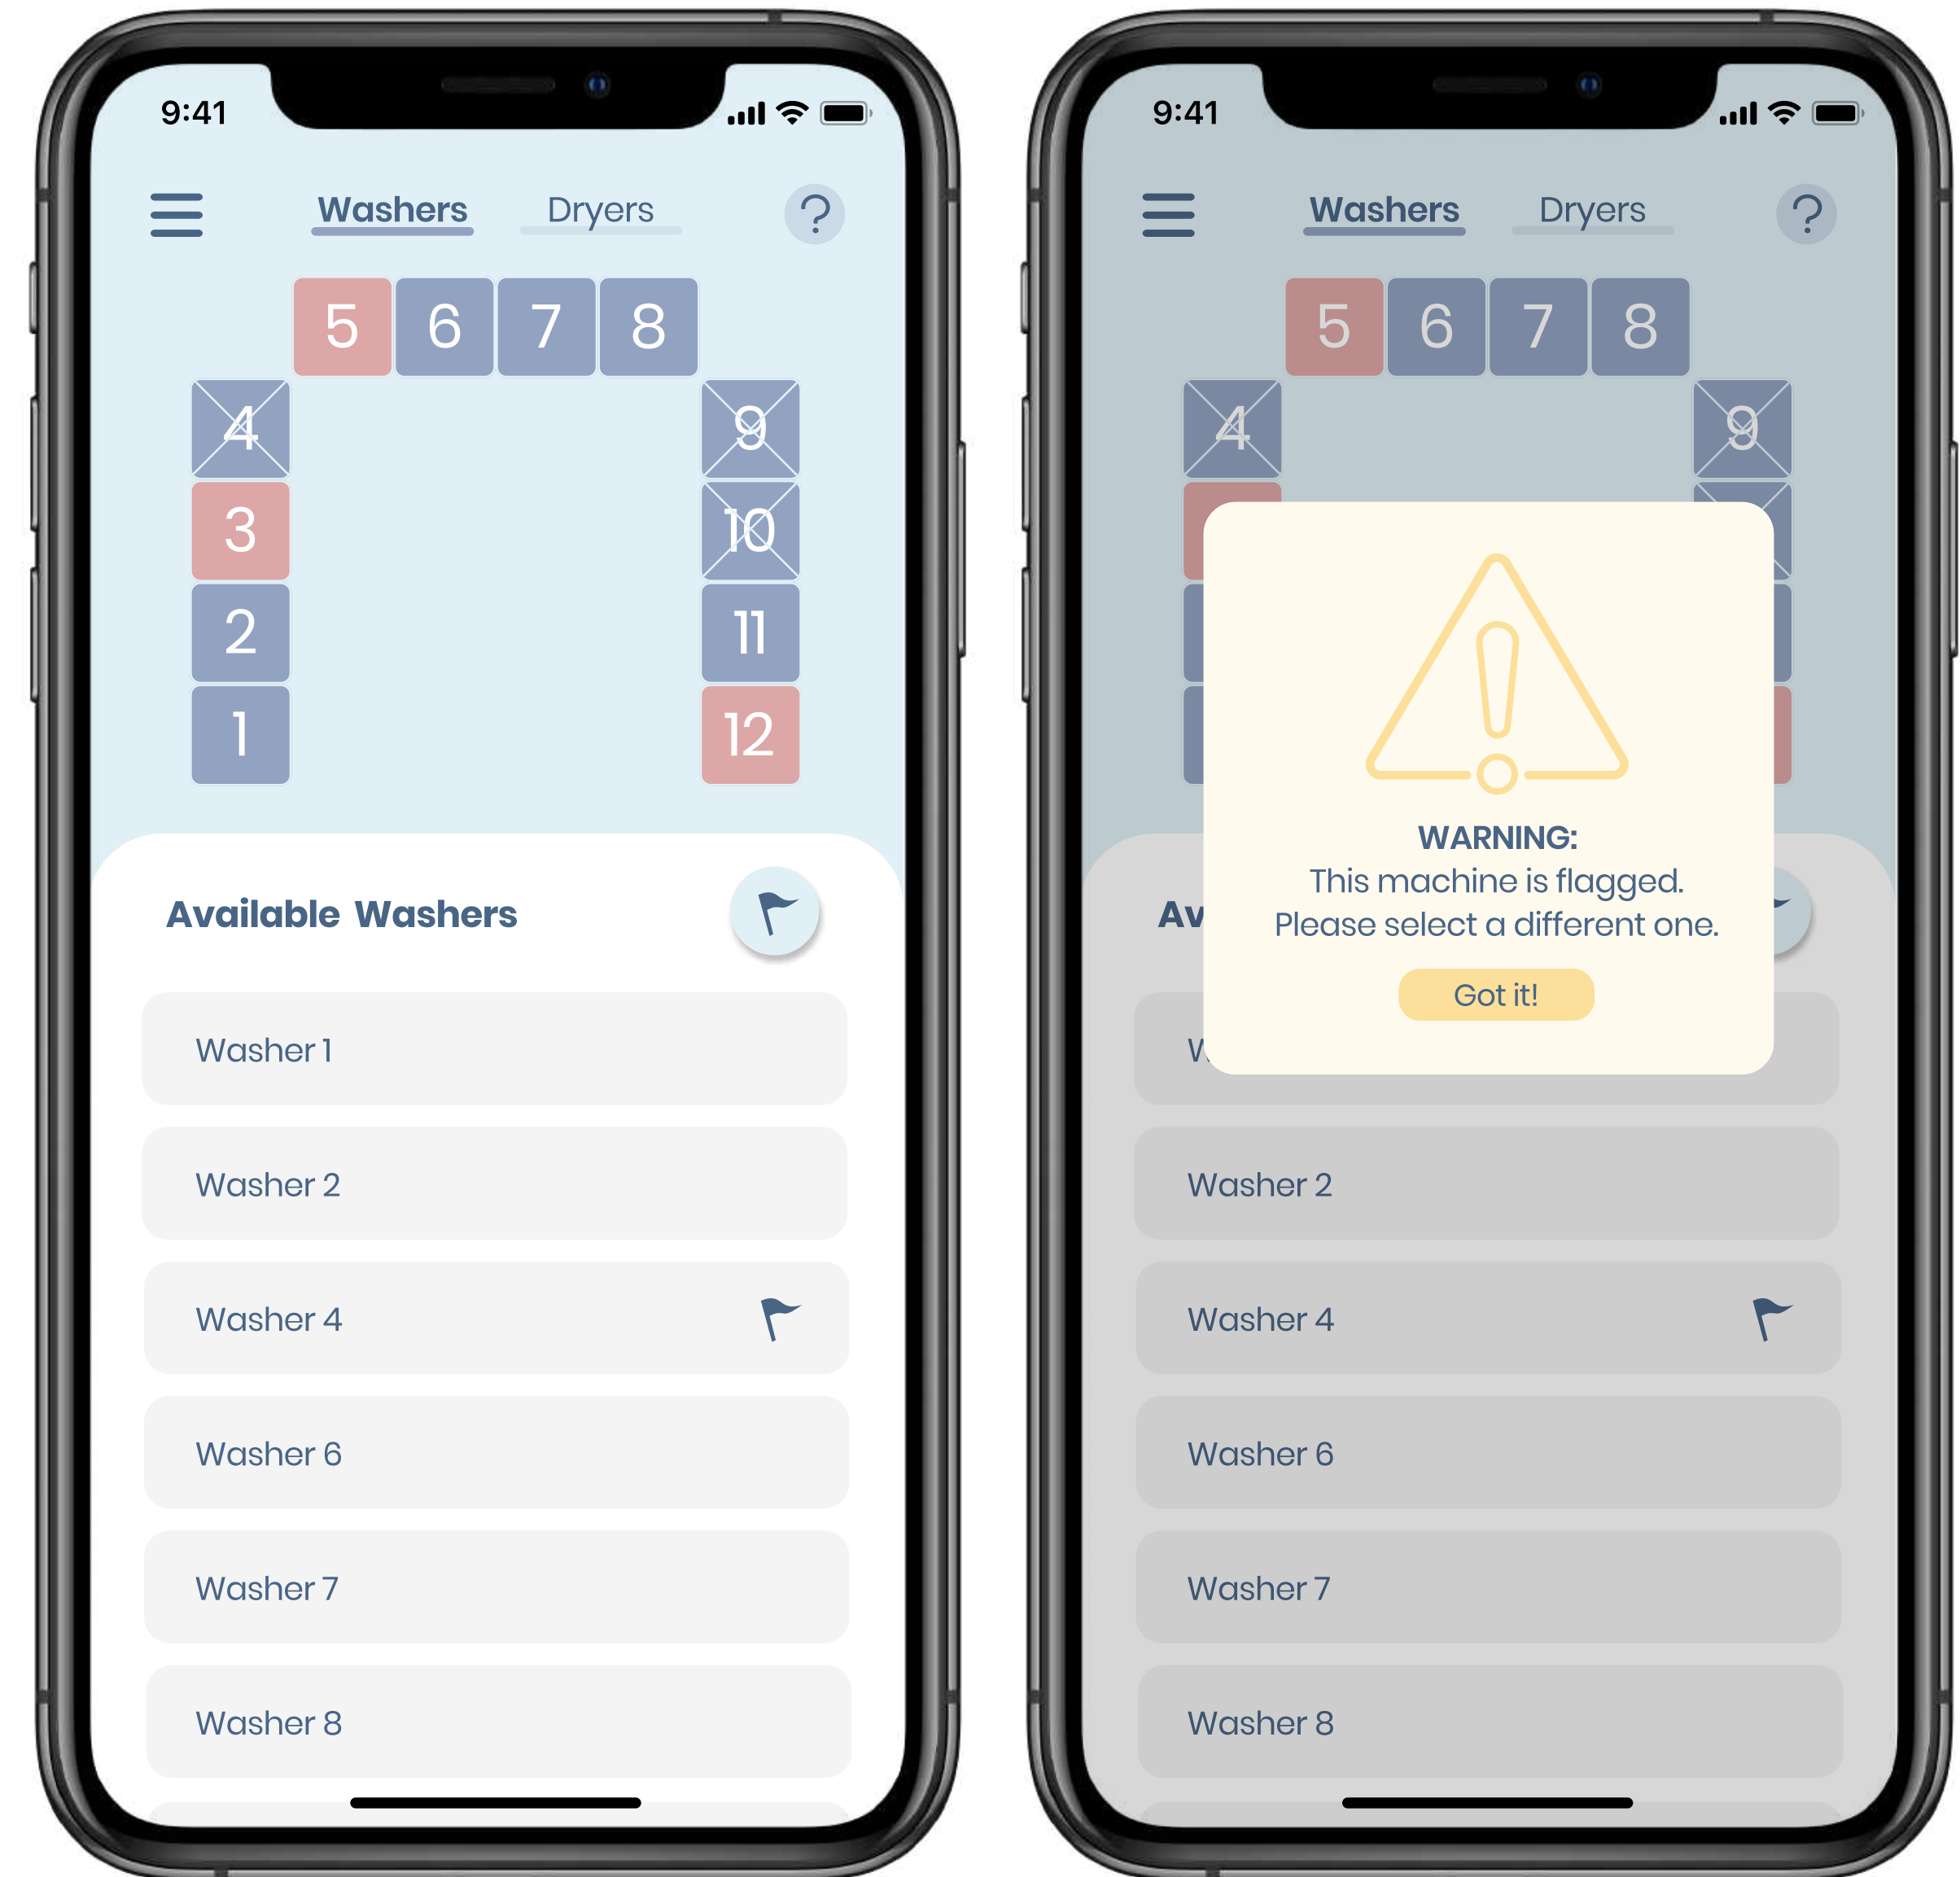 9:41
Washers Dryers ?
5 6 7 8
4 9
3 10
2 11
1 12
Available Washers
Washer 1
Washer 2
Washer 4
Washer 6
Washer 7
Washer 8
9:41
Washers Dryers ?
5 6 7 8
4 9
WARNING:
This machine is flagged.
Please select a different one.
Got it!
Washer 2
Washer 4
Washer 6
Washer 7
Washer 8